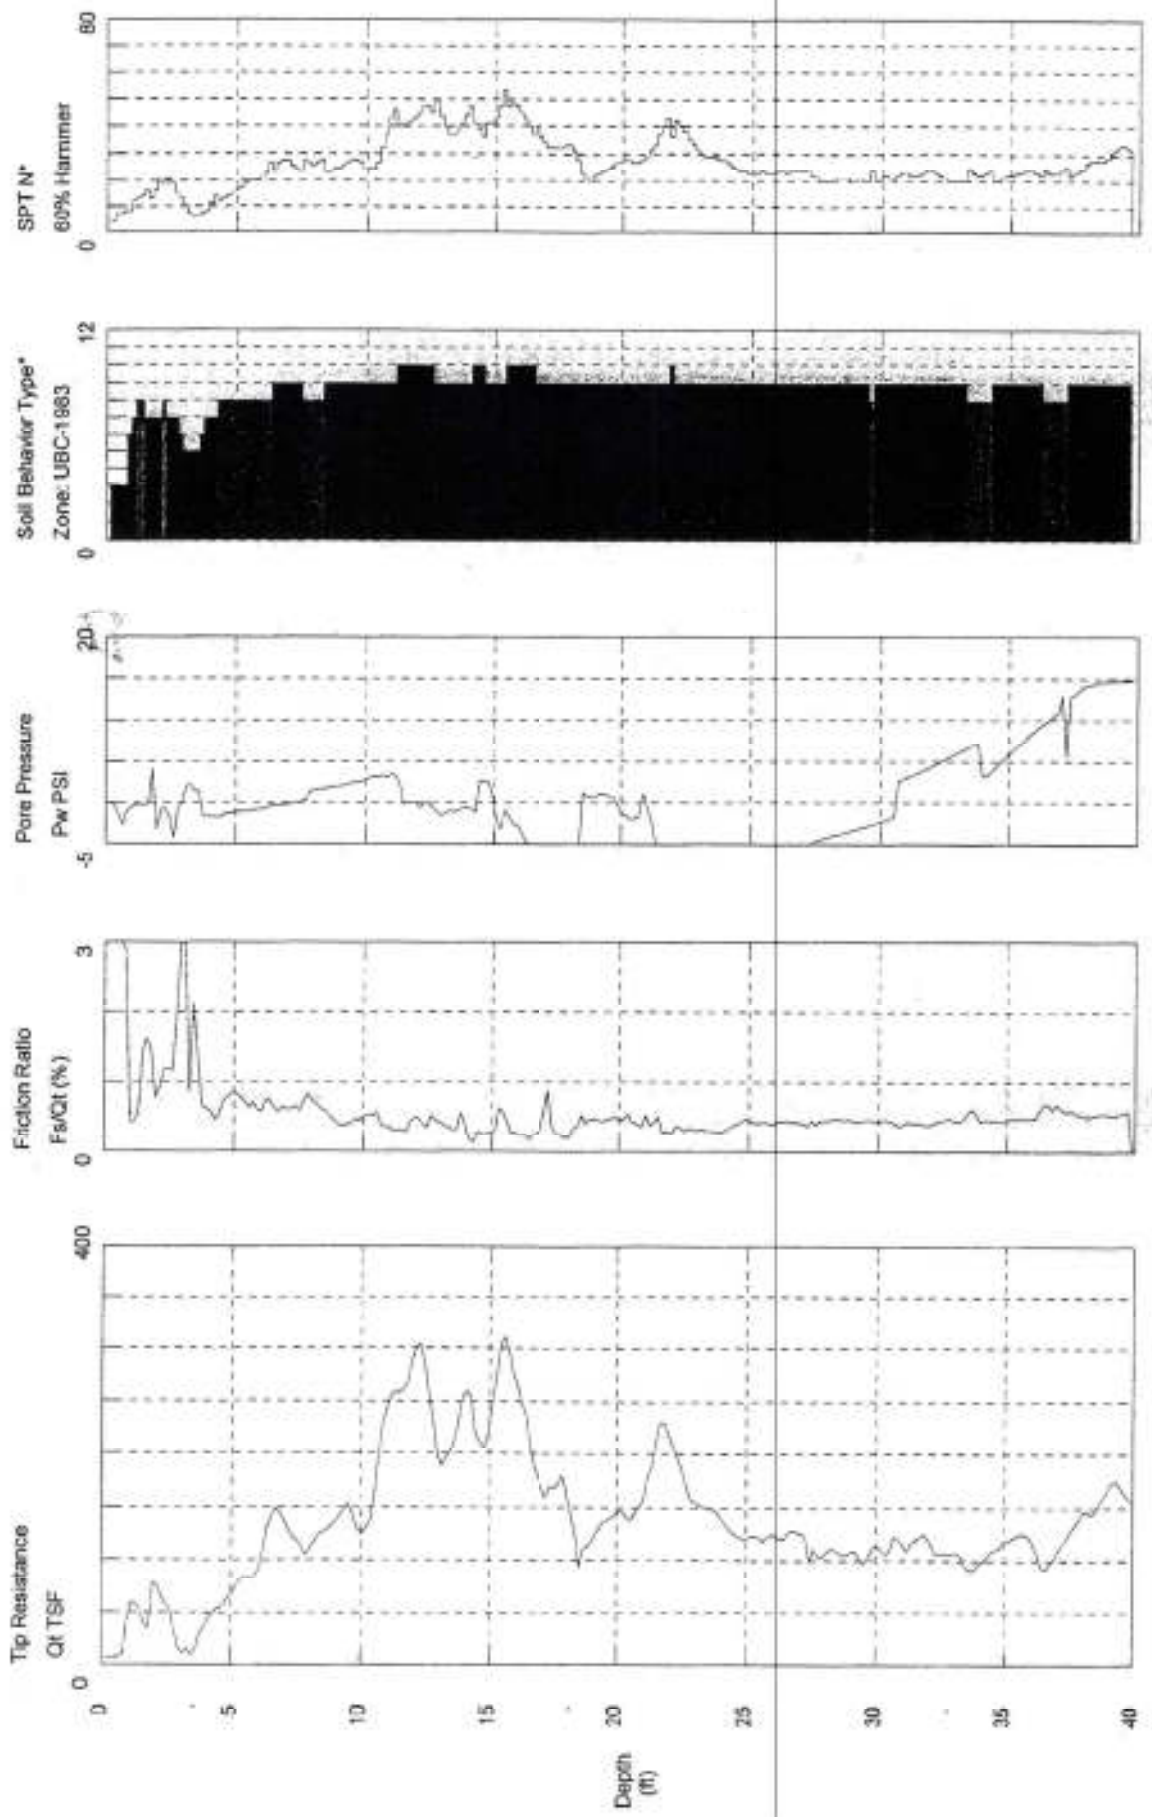 SPT N*
60% Hammer
0
80
Soil Behavior Type*
Zone: UBC-1983
0
12
Pore Pressure
Pw PSI
-5
20
Friction Ratio
Fs/Qt (%)
0
3
Tip Resistance
Qt TSF
0
400
0
5
10
15
20
25
30
35
40
Depth
(ft)